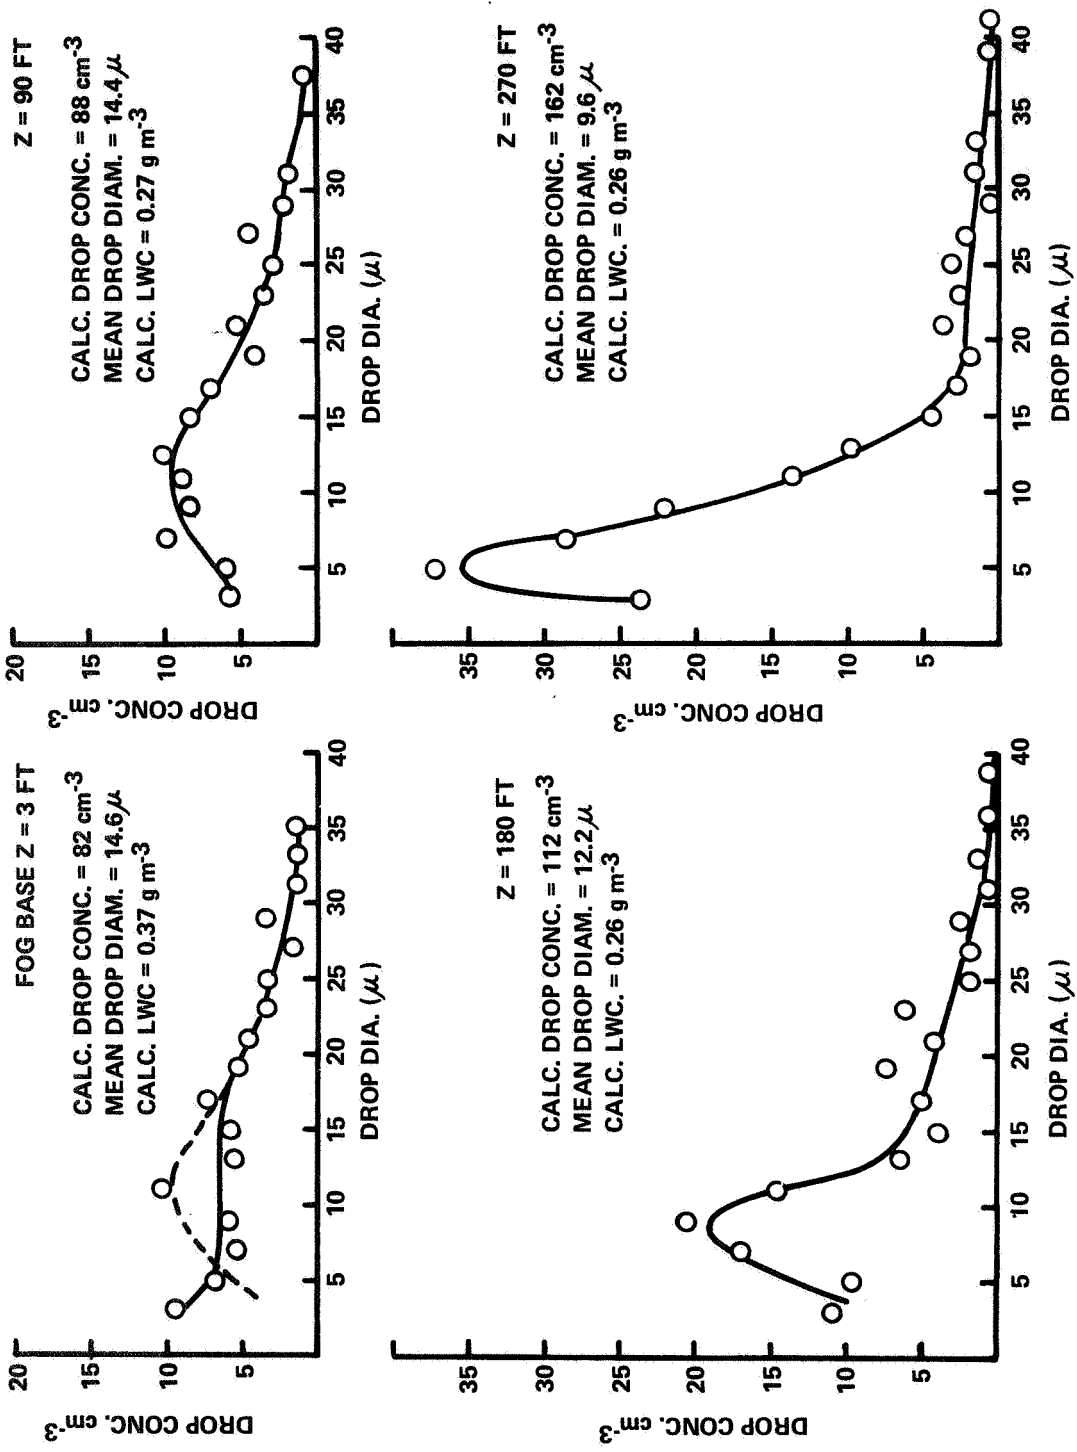 FOG BASE Z = 3 FT
CALC. DROP CONC. = 82 cm-3
MEAN DROP DIAM. = 14.6μ
CALC. LWC = 0.37 g m-3
20
15
10
5
DROP CONC. cm-3
5
10
15
20
25
30
35
40
DROP DIA. (μ)
Z = 90 FT
CALC. DROP CONC. = 88 cm-3
MEAN DROP DIAM. = 14.4μ
CALC. LWC = 0.27 g m-3
20
15
10
5
DROP CONC. cm-3
5
10
15
20
25
30
35
40
DROP DIA. (μ)
Z = 180 FT
CALC. DROP CONC. = 112 cm-3
MEAN DROP DIAM. = 12.2μ
CALC. LWC. = 0.26 g m-3
35
30
25
20
15
10
5
DROP CONC. cm-3
5
10
15
20
25
30
35
40
DROP DIA. (μ)
Z = 270 FT
CALC. DROP CONC. = 162 cm-3
MEAN DROP DIAM. = 9.6μ
CALC. LWC. = 0.26 g m-3
35
30
25
20
15
10
5
DROP CONC. cm-3
5
10
15
20
25
30
35
40
DROP DIA. (μ)